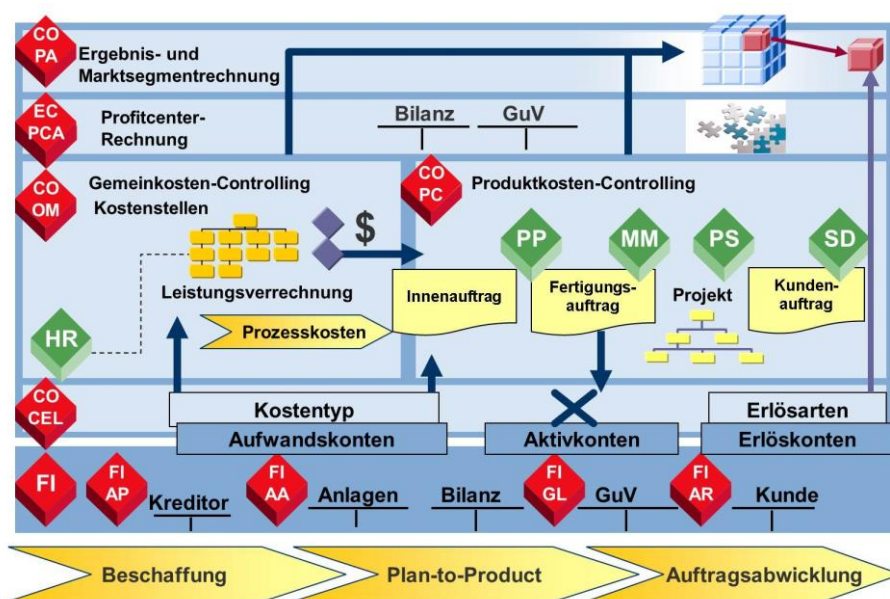 CO
PA
Ergebnis- und
Marktsegmentrechnung
EC
PCA
Profitcenter-
Rechnung
Bilanz
GuV
CO
OM
Gemeinkosten-Controlling
Kostenstellen
$
Leistungsverrechnung
Prozesskosten
HR
CO
PC
Produktkosten-Controlling
PP
MM
PS
SD
Innenauftrag
Fertigungs-
auftrag
Projekt
Kunden-
auftrag
CO
CEL
Kostentyp
Aufwandskonten
Aktivkonten
Erlösarten
Erlöskonten
FI
FI
AP
Kreditor
FI
AA
Anlagen
Bilanz
FI
GL
GuV
FI
AR
Kunde
Beschaffung
Plan-to-Product
Auftragsabwicklung